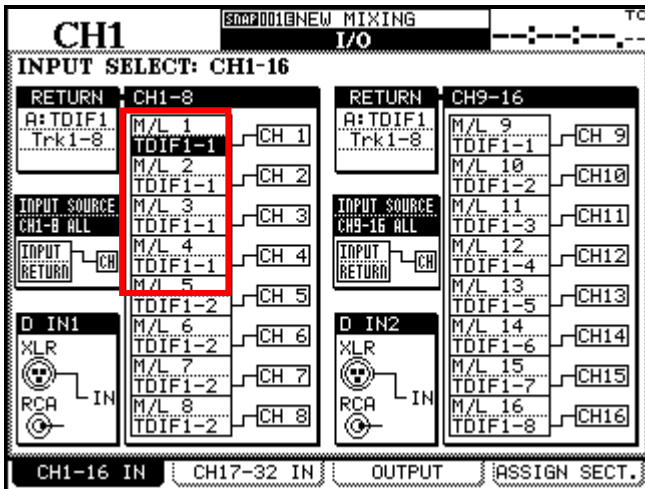 CH1
SNAP001 NEW MIXING
I/O
TC
--:--:--.--
INPUT SELECT: CH1-16
RETURN
A:TDIF1
Trk1-8
INPUT SOURCE
CH1-8 ALL
INPUT
RETURN
CH
D IN1
XLR
RCA
IN
CH1-8
M/L 1
TDIF1-1
CH 1
M/L 2
TDIF1-1
CH 2
M/L 3
TDIF1-1
CH 3
M/L 4
TDIF1-1
CH 4
M/L 5
TDIF1-2
CH 5
M/L 6
TDIF1-2
CH 6
M/L 7
TDIF1-2
CH 7
M/L 8
TDIF1-2
CH 8
RETURN
A:TDIF1
Trk1-8
INPUT SOURCE
CH9-16 ALL
INPUT
RETURN
CH
D IN2
XLR
RCA
IN
CH9-16
M/L 9
TDIF1-1
CH 9
M/L 10
TDIF1-2
CH10
M/L 11
TDIF1-3
CH11
M/L 12
TDIF1-4
CH12
M/L 13
TDIF1-5
CH13
M/L 14
TDIF1-6
CH14
M/L 15
TDIF1-7
CH15
M/L 16
TDIF1-8
CH16
CH1-16 IN
CH17-32 IN
OUTPUT
ASSIGN SECT.